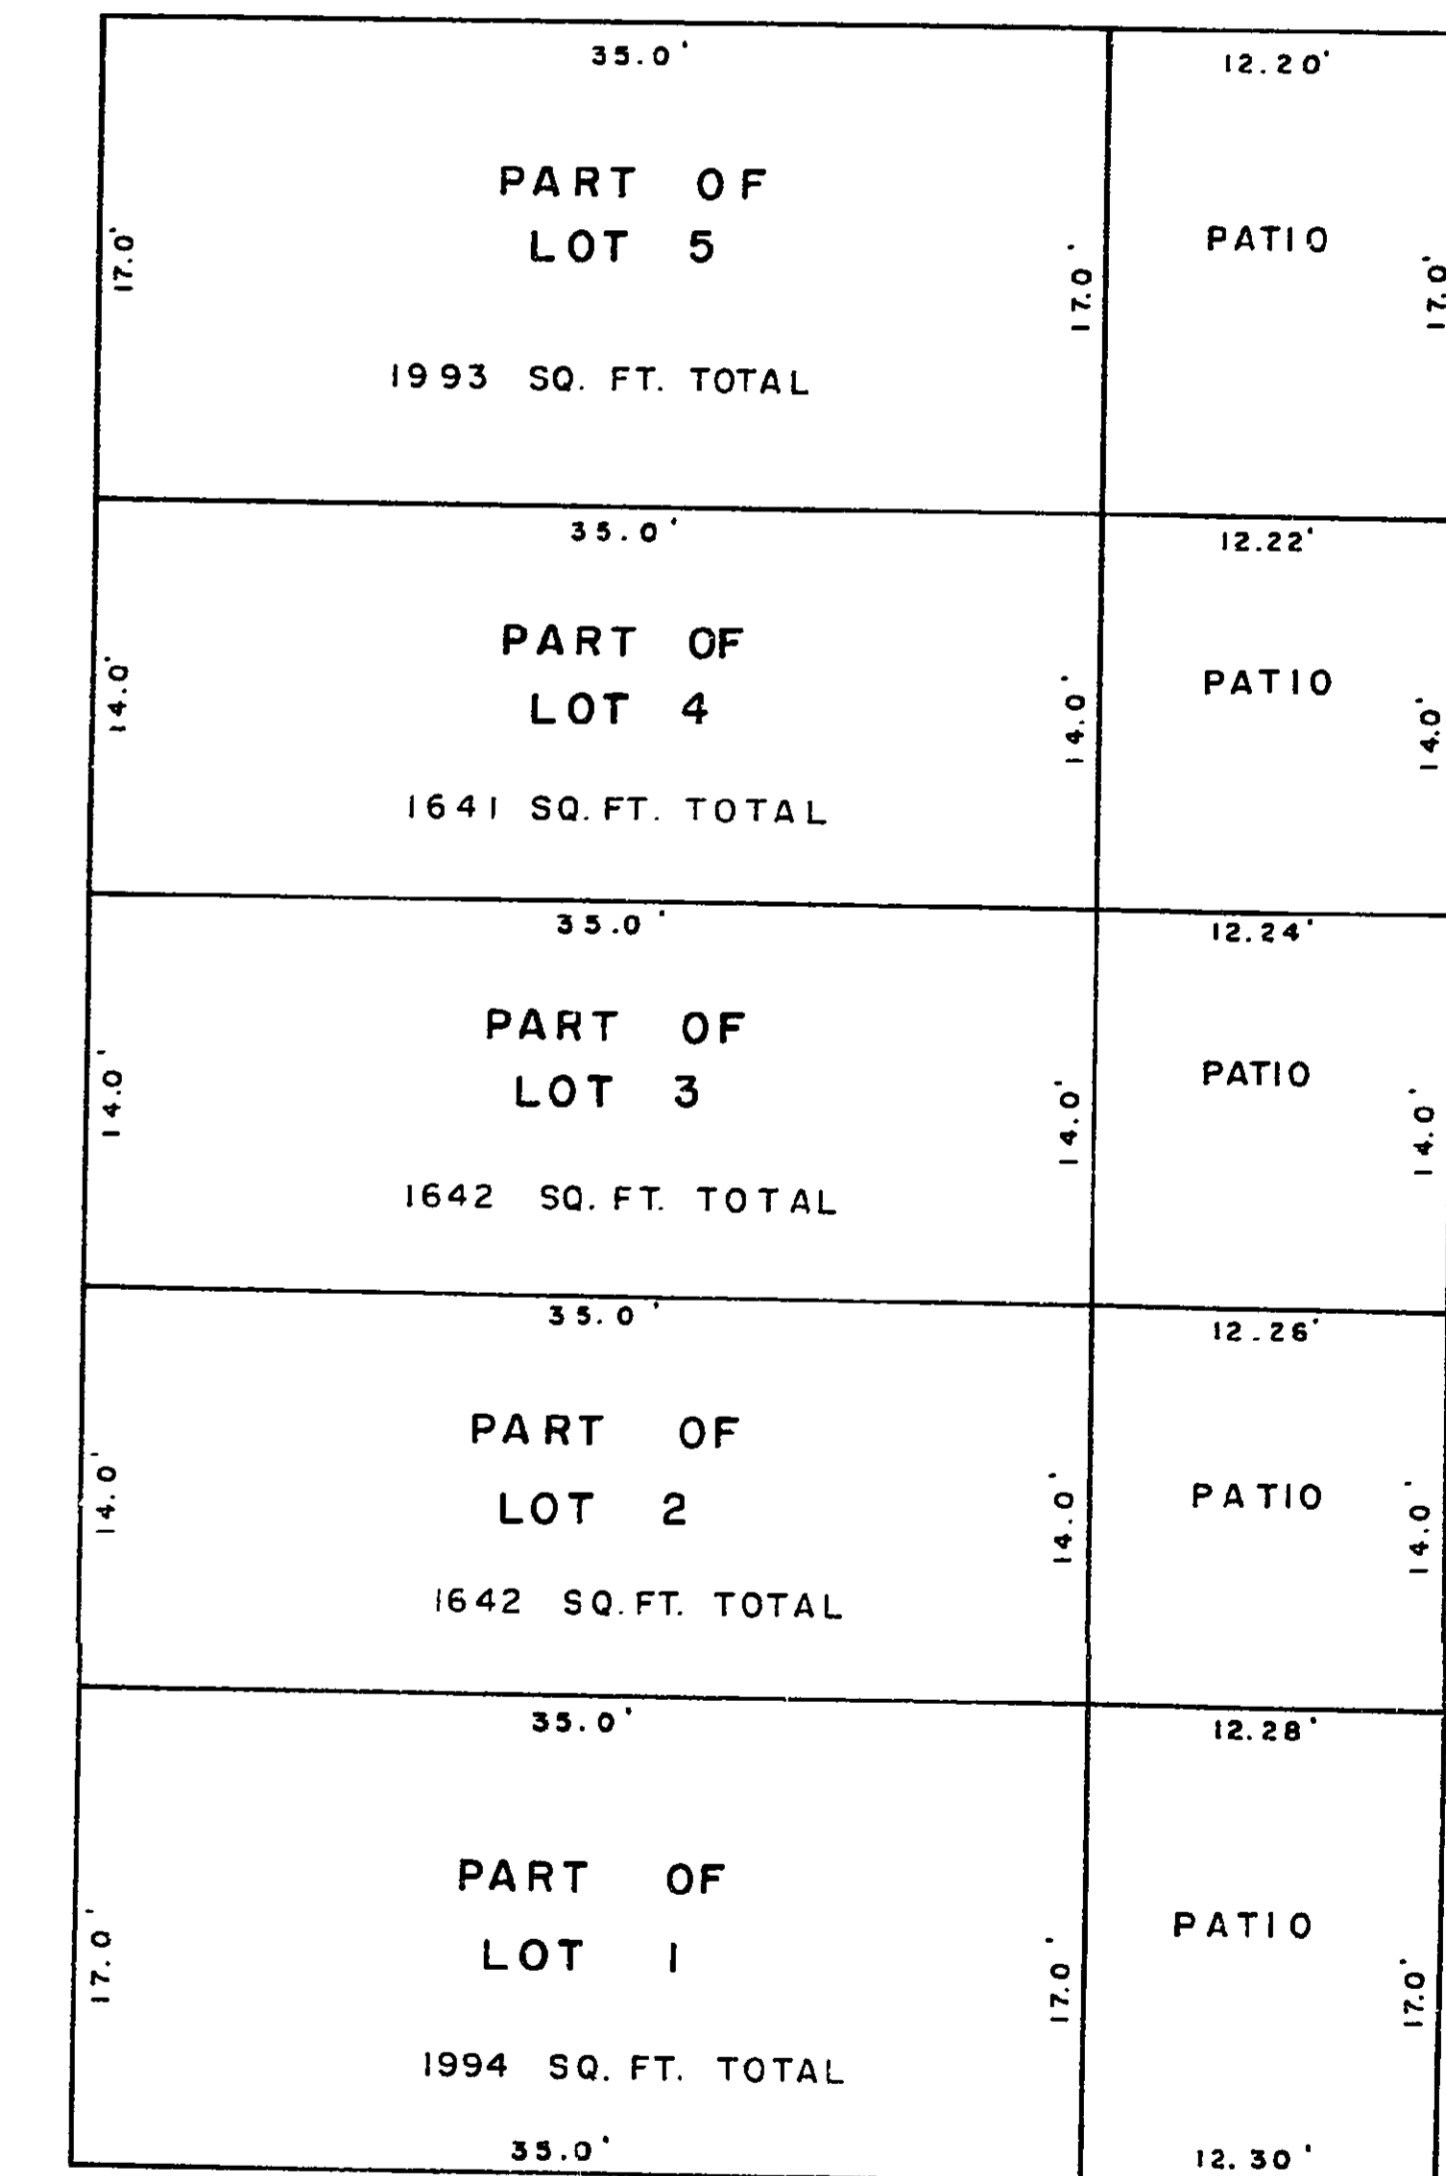 35.0'
12.20'
PART OF
LOT 5
17.0'
17.0'
PATIO
17.0'
1993 SQ. FT. TOTAL
35.0'
12.22'
PART OF
LOT 4
14.0'
14.0'
PATIO
14.0'
1641 SQ. FT. TOTAL
35.0'
12.24'
PART OF
LOT 3
14.0'
14.0'
PATIO
14.0'
1642 SQ. FT. TOTAL
35.0'
12.26'
PART OF
LOT 2
14.0'
14.0'
PATIO
14.0'
1642 SQ. FT. TOTAL
35.0'
12.28'
PART OF
LOT 1
17.0'
17.0'
PATIO
17.0'
1994 SQ. FT. TOTAL
35.0'
12.30'